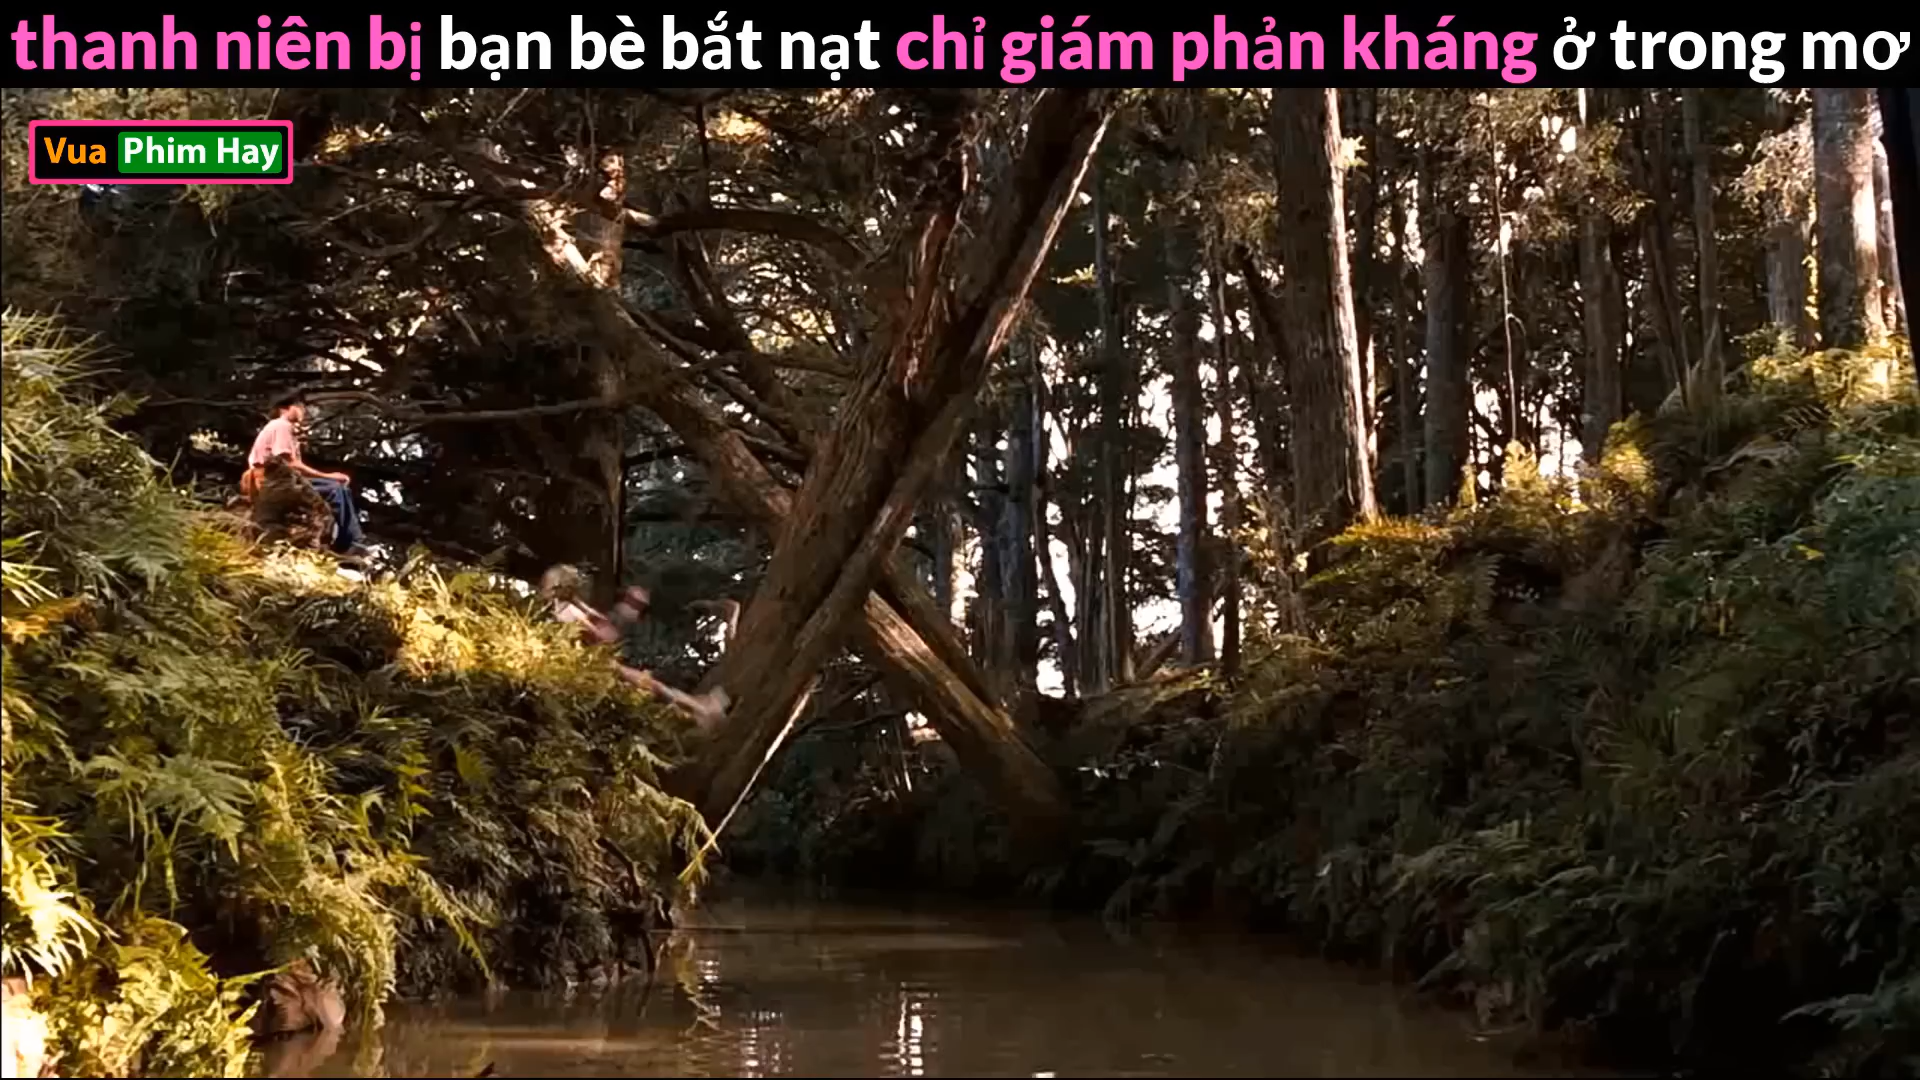 thanh niên bị bạn bè bắt nạt chỉ giám phản kháng ở trong mơ
Vua Phim Hay